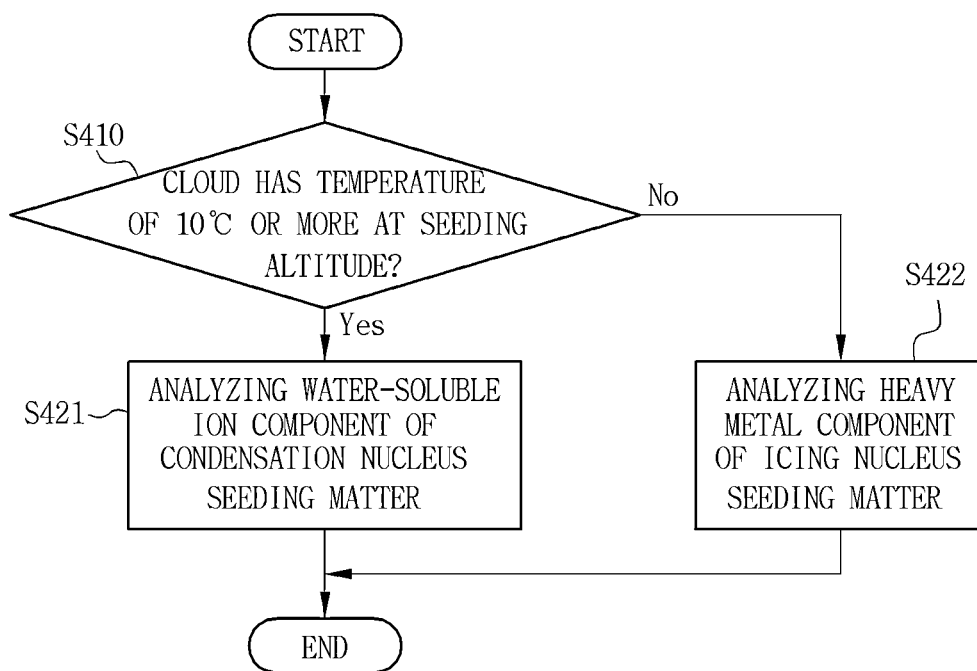 START
S410
CLOUD HAS TEMPERATURE
OF 10℃ OR MORE AT SEEDING
ALTITUDE?
No
Yes
S422
S421
ANALYZING WATER-SOLUBLE
ION COMPONENT OF
CONDENSATION NUCLEUS
SEEDING MATTER
ANALYZING HEAVY
METAL COMPONENT
OF ICING NUCLEUS
SEEDING MATTER
END